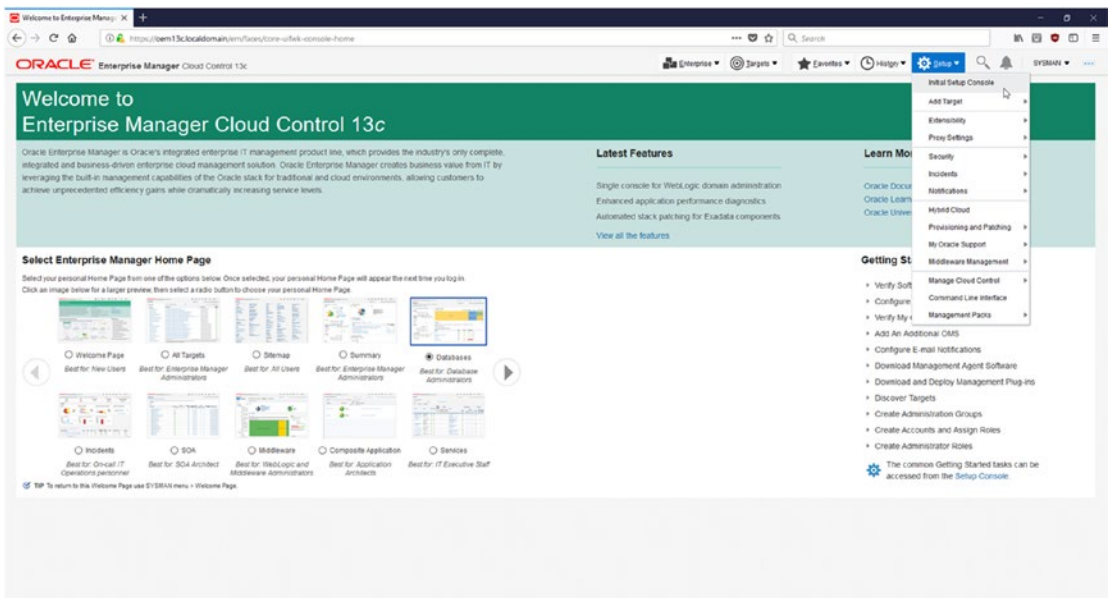 Welcome to Enterprise Manag
https://oem13c.localdomain/em/faces/core-uifwk-console-home
Search
ORACLE Enterprise Manager Cloud Control 13c
Enterprise
Targets
Favorites
History
Setup
SYSMAN
Initial Setup Console
Add Target
Extensibility
Proxy Settings
Security
Incidents
Notifications
Hybrid Cloud
Provisioning and Patching
My Oracle Support
Middleware Management
Manage Cloud Control
Command Line Interface
Management Packs
Welcome to
Enterprise Manager Cloud Control 13c
Oracle Enterprise Manager is Oracle's integrated enterprise IT management product line, which provides the industry's only complete,
integrated and business-driven enterprise cloud management solution. Oracle Enterprise Manager creates business value from IT by
leveraging the built-in management capabilities of the Oracle stack for traditional and cloud environments, allowing customers to
achieve unprecedented efficiency gains while dramatically increasing service levels.
Latest Features
Single console for WebLogic domain administration
Enhanced application performance diagnostics
Automated stack patching for Exadata components
View all the features
Learn Mo
Oracle Docu
Oracle Learn
Oracle Unive
Select Enterprise Manager Home Page
Select your personal Home Page from one of the options below. Once selected, your personal Home Page will appear the next time you log in.
Click an image below for a larger preview, then select a radio button to choose your personal Home Page.
Welcome Page
Best for: New Users
All Targets
Best for: Enterprise Manager
Administrators
Sitemap
Best for: All Users
Summary
Best for: Enterprise Manager
Administrators
Databases
Best for: Database
Administrators
Incidents
Best for: On-call IT
Operations personnel
SOA
Best for: SOA Architect
Middleware
Best for: WebLogic and
Middleware Administrators
Composite Application
Best for: Application
Architects
Services
Best for: IT Executive Staff
TIP To return to this Welcome Page use SYSMAN menu > Welcome Page.
Getting St
Verify Soft
Configure
Verify My
Add An Additional OMS
Configure E-mail Notifications
Download Management Agent Software
Download and Deploy Management Plug-ins
Discover Targets
Create Administration Groups
Create Accounts and Assign Roles
Create Administrator Roles
The common Getting Started tasks can be
accessed from the Setup Console.